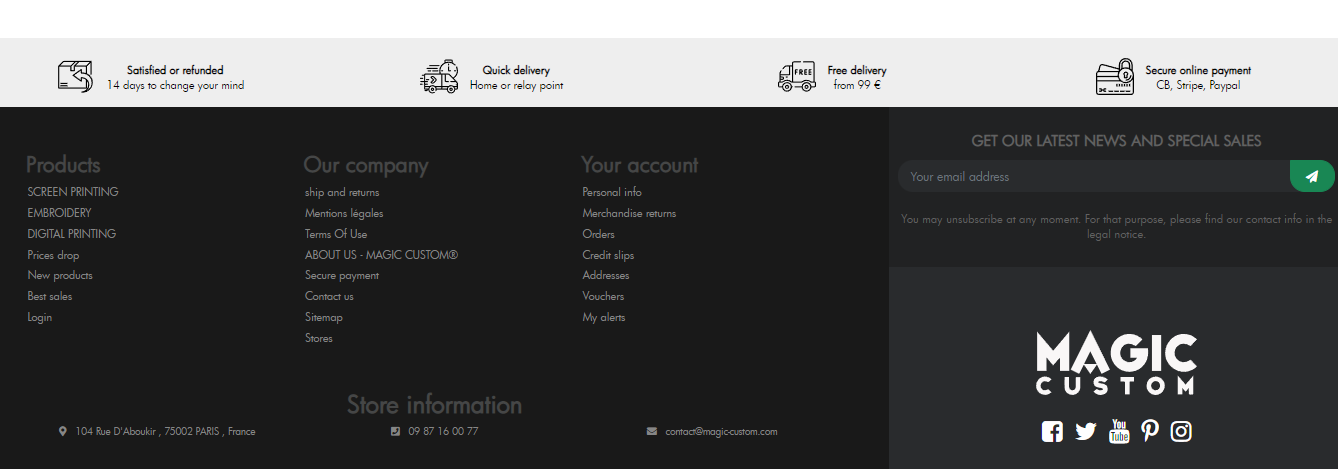 Satisfied or refunded
14 days to change your mind
Quick delivery
Home or relay point
FREE
Free delivery
from 99 €
Secure online payment
CB, Stripe, Paypal
Products
SCREEN PRINTING
EMBROIDERY
DIGITAL PRINTING
Prices drop
New products
Best sales
Login
Our company
ship and returns
Mentions légales
Terms Of Use
ABOUT US - MAGIC CUSTOM®
Secure payment
Contact us
Sitemap
Stores
Your account
Personal info
Merchandise returns
Orders
Credit slips
Addresses
Vouchers
My alerts
Store information
104 Rue D'Aboukir , 75002 PARIS , France
09 87 16 00 77
contact@magic-custom.com
GET OUR LATEST NEWS AND SPECIAL SALES
Your email address
You may unsubscribe at any moment. For that purpose, please find our contact info in the
legal notice.
MAGIC
CUSTOM
You
Tube